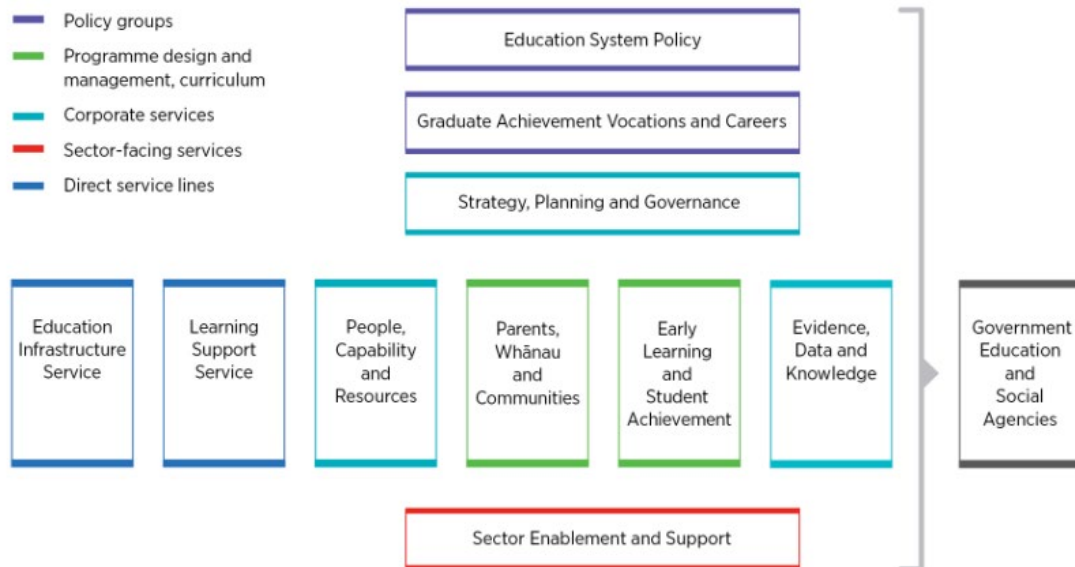 Policy groups
Programme design and
management, curriculum
Corporate services
Sector-facing services
Direct service lines
Education System Policy
Graduate Achievement Vocations and Careers
Strategy, Planning and Governance
Education
Infrastructure
Service
Learning
Support
Service
People,
Capability
and
Resources
Parents,
Whānau
and
Communities
Early
Learning
and
Student
Achievement
Evidence,
Data and
Knowledge
Government
Education
and
Social
Agencies
Sector Enablement and Support